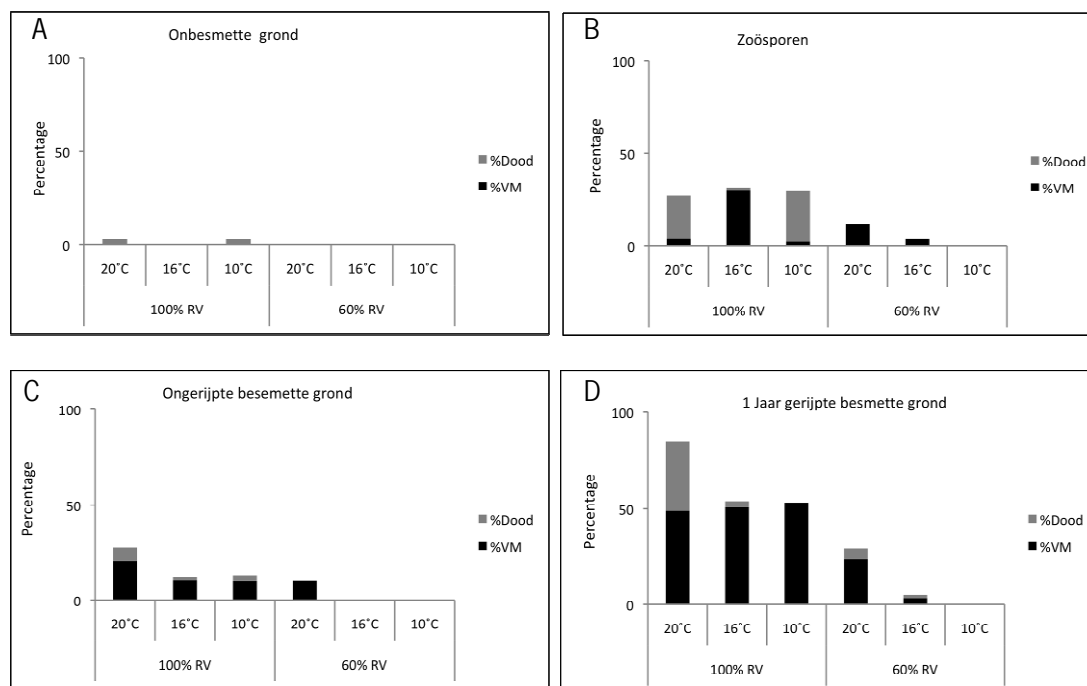 A
Onbesmette grond
100
50
0
Percentage
%Dood
%VM
20˚C 16˚C 10˚C 20˚C 16˚C 10˚C
100% RV 60% RV
B
Zoösporen
100
50
0
Percentage
%Dood
%VM
20˚C 16˚C 10˚C 20˚C 16˚C 10˚C
100% RV 60% RV
C
Ongerijpte besemette grond
100
50
0
Percentage
%Dood
%VM
20˚C 16˚C 10˚C 20˚C 16˚C 10˚C
100% RV 60% RV
D
1 Jaar gerijpte besmette grond
100
50
0
Percentage
%Dood
%VM
20˚C 16˚C 10˚C 20˚C 16˚C 10˚C
100% RV 60% RV